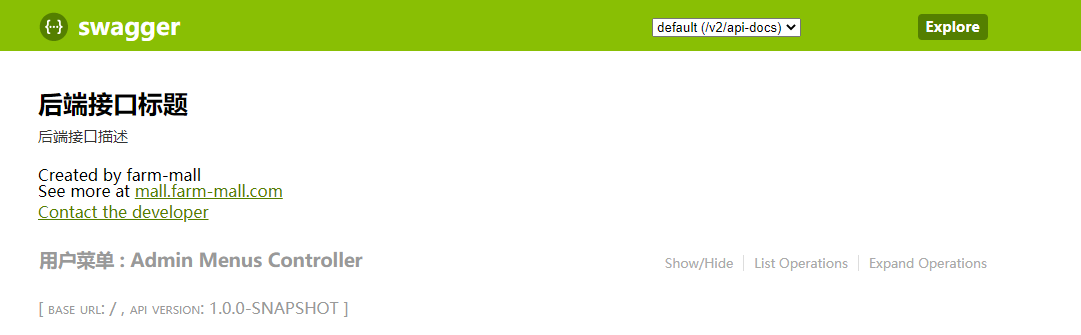 {···} swagger default (/v2/api-docs) Explore
后端接口标题
后端接口描述
Created by farm-mall
See more at mall.farm-mall.com
Contact the developer
用户菜单 : Admin Menus Controller Show/Hide List Operations Expand Operations
[ BASE URL: / , API VERSION: 1.0.0-SNAPSHOT ]